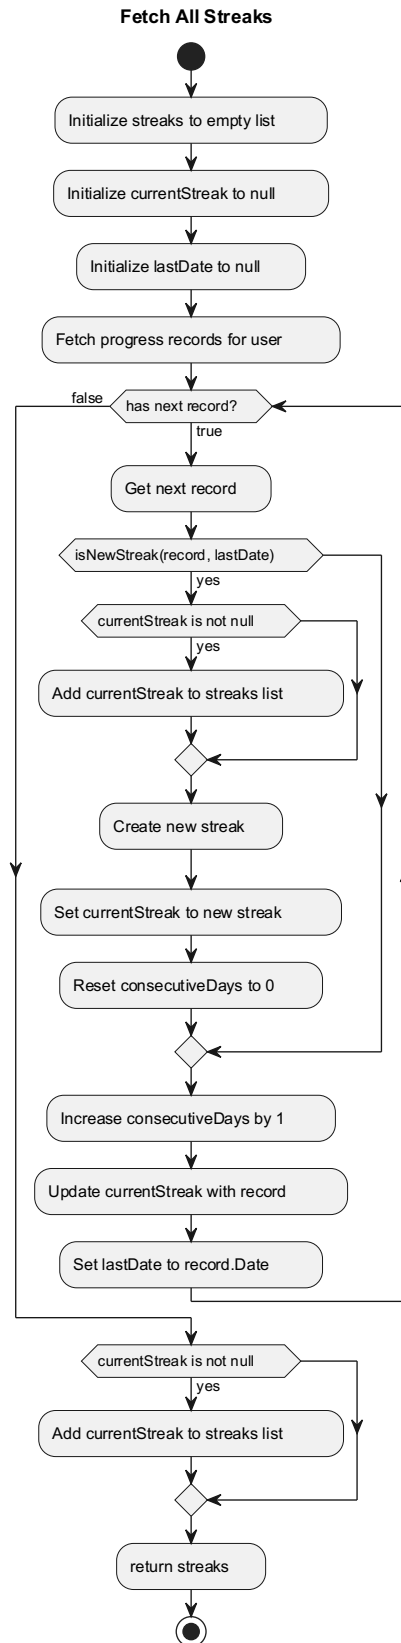 Fetch All Streaks
Initialize streaks to empty list
Initialize currentStreak to null
Initialize lastDate to null
Fetch progress records for user
false
has next record?
true
Get next record
isNewStreak(record, lastDate)
yes
currentStreak is not null
yes
Add currentStreak to streaks list
Create new streak
Set currentStreak to new streak
Reset consecutiveDays to 0
Increase consecutiveDays by 1
Update currentStreak with record
Set lastDate to record.Date
currentStreak is not null
yes
Add currentStreak to streaks list
return streaks